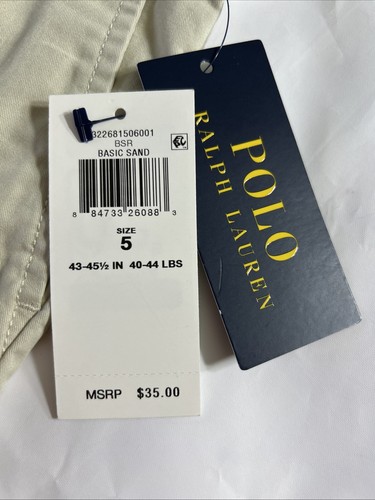 322681506001
BSR
BASIC SAND
8 84733 26088 3
SIZE
5
43-45½ IN 40-44 LBS
MSRP $35.00
POLO
RALPH LAUREN